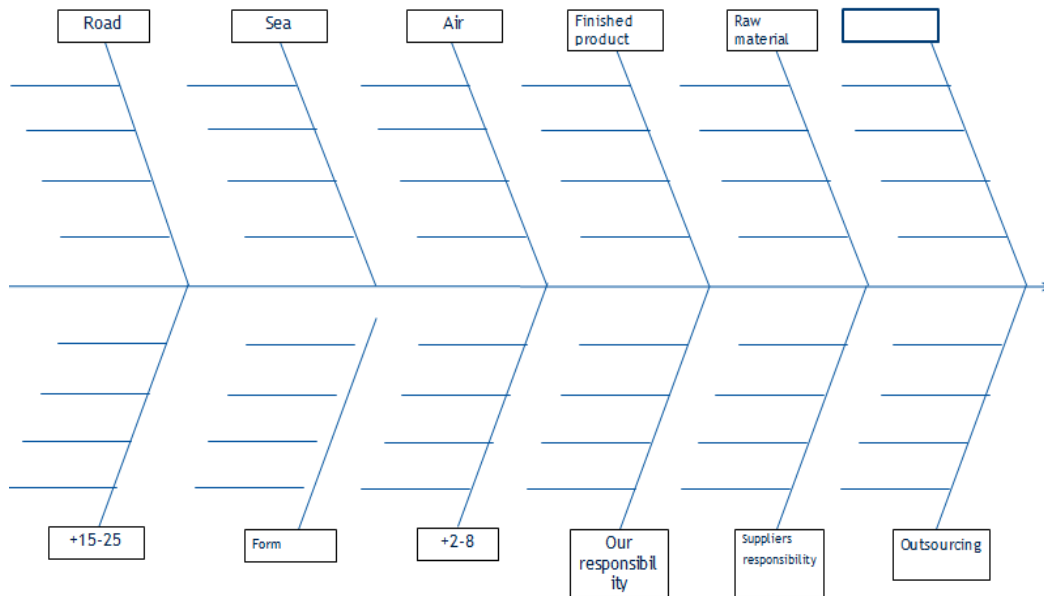 Road
Sea
Air
Finished
product
Raw
material
+15-25
Form
+2-8
Our
responsibil
ity
Suppliers
responsibility
Outsourcing